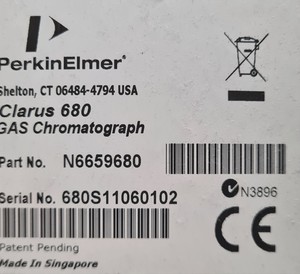 PerkinElmer
Shelton, CT 06484-4794 USA
Clarus 680
GAS Chromatograph
Part No. N6659680
Serial No. 680S11060102
N3896
CE
Patent Pending
Made In Singapore